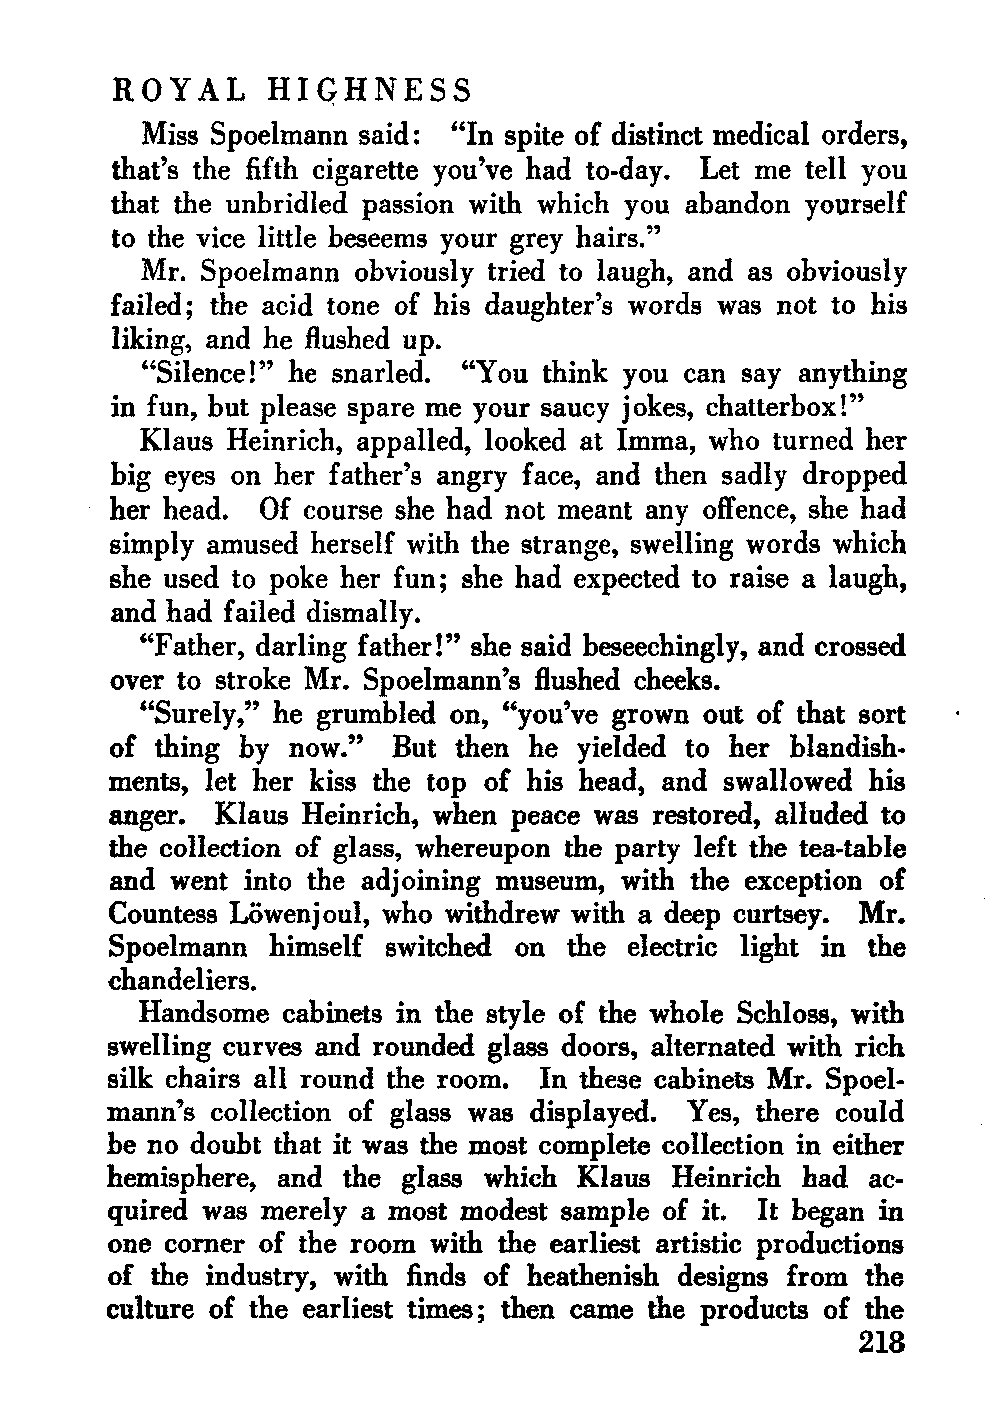 ROYAL HIGHNESS
Miss Spoelmann said: “In spite of distinct medical orders,
that’s the fifth cigarette you’ve had to-day. Let me tell you
that the unbridled passion with which you abandon yourself
to the vice little beseems your grey hairs.”
Mr. Spoelmann obviously tried to laugh, and as obviously
failed; the acid tone of his daughter’s words was not to his
liking, and he flushed up.
“Silence!” he snarled. “You think you can say anything
in fun, but please spare me your saucy jokes, chatterbox!”
Klaus Heinrich, appalled, looked at Imma, who turned her
big eyes on her father’s angry face, and then sadly dropped
her head. Of course she had not meant any offence, she had
simply amused herself with the strange, swelling words which
she used to poke her fun; she had expected to raise a laugh,
and had failed dismally.
“Father, darling father!” she said beseechingly, and crossed
over to stroke Mr. Spoelmann’s flushed cheeks.
“Surely,” he grumbled on, “you’ve grown out of that sort
of thing by now.” But then he yielded to her blandish-
ments, let her kiss the top of his head, and swallowed his
anger. Klaus Heinrich, when peace was restored, alluded to
the collection of glass, whereupon the party left the tea-table
and went into the adjoining museum, with the exception of
Countess Löwenjoul, who withdrew with a deep curtsey. Mr.
Spoelmann himself switched on the electric light in the
chandeliers.
Handsome cabinets in the style of the whole Schloss, with
swelling curves and rounded glass doors, alternated with rich
silk chairs all round the room. In these cabinets Mr. Spoel-
mann’s collection of glass was displayed. Yes, there could
be no doubt that it was the most complete collection in either
hemisphere, and the glass which Klaus Heinrich had ac-
quired was merely a most modest sample of it. It began in
one corner of the room with the earliest artistic productions
of the industry, with finds of heathenish designs from the
culture of the earliest times; then came the products of the
218